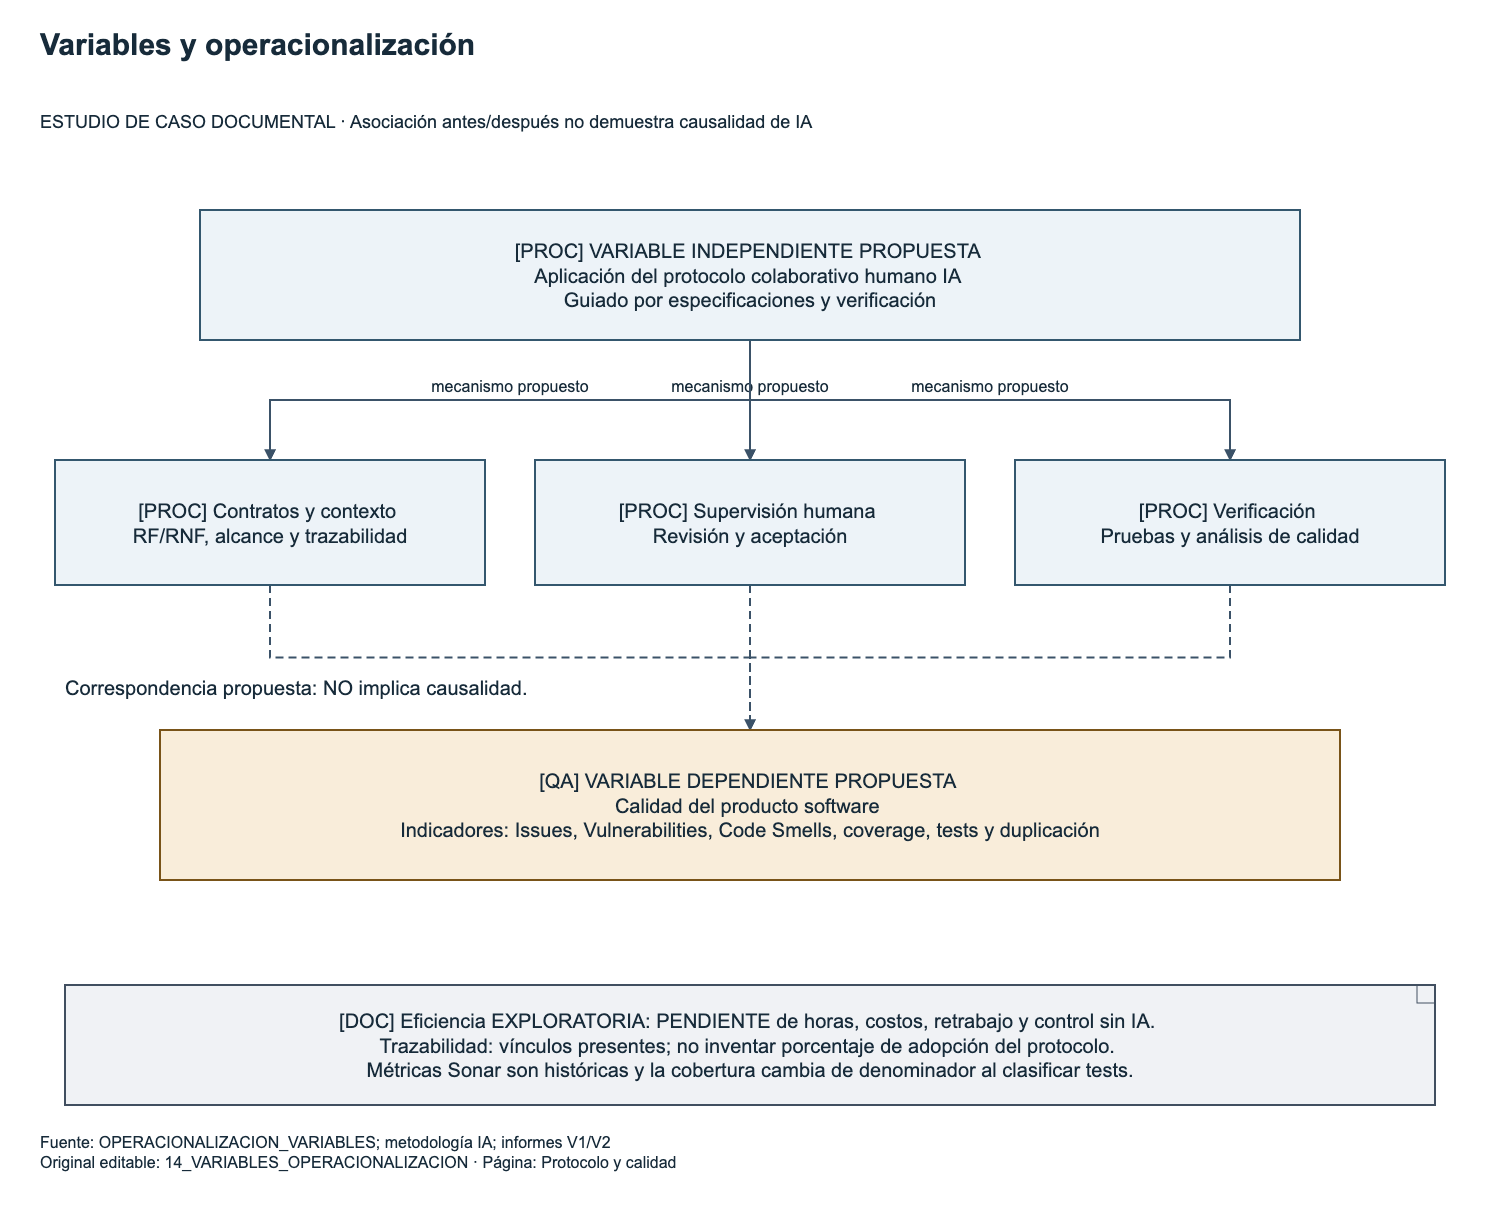 Variables y operacionalización
ESTUDIO DE CASO DOCUMENTAL · Asociación antes/después no demuestra causalidad de IA
[PROC] VARIABLE INDEPENDIENTE PROPUESTA
Aplicación del protocolo colaborativo humano IA
Guiado por especificaciones y verificación
mecanismo propuesto
mecanismo propuesto
mecanismo propuesto
[PROC] Contratos y contexto
RF/RNF, alcance y trazabilidad
[PROC] Supervisión humana
Revisión y aceptación
[PROC] Verificación
Pruebas y análisis de calidad
Correspondencia propuesta: NO implica causalidad.
[QA] VARIABLE DEPENDIENTE PROPUESTA
Calidad del producto software
Indicadores: Issues, Vulnerabilities, Code Smells, coverage, tests y duplicación
[DOC] Eficiencia EXPLORATORIA: PENDIENTE de horas, costos, retrabajo y control sin IA.
Trazabilidad: vínculos presentes; no inventar porcentaje de adopción del protocolo.
Métricas Sonar son históricas y la cobertura cambia de denominador al clasificar tests.
Fuente: OPERACIONALIZACION_VARIABLES; metodología IA; informes V1/V2
Original editable: 14_VARIABLES_OPERACIONALIZACION · Página: Protocolo y calidad